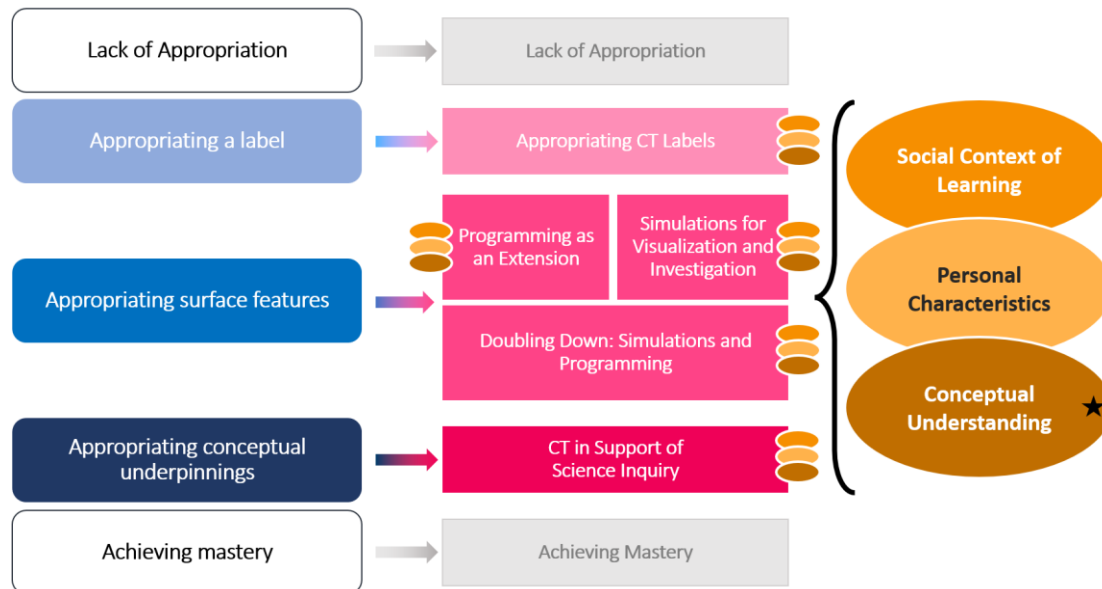 Lack of Appropriation
Lack of Appropriation
Appropriating a label
Appropriating CT Labels
Social Context of
Learning
Programming as
an Extension
Simulations for
Visualization and
Investigation
Appropriating surface features
Personal
Characteristics
Doubling Down: Simulations and
Programming
Conceptual
Understanding
Appropriating conceptual
underpinnings
CT in Support of
Science Inquiry
Achieving mastery
Achieving Mastery